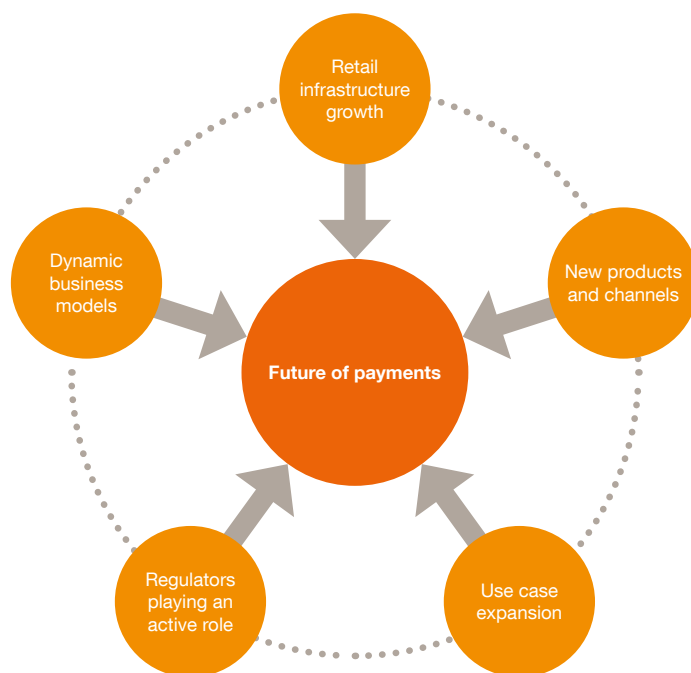 Retail
infrastructure
growth
Dynamic
business
models
New products
and channels
Future of payments
Regulators
playing an
active role
Use case
expansion